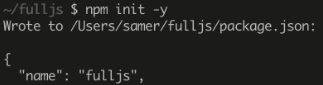 ~/fulljs $ npm init -y
Wrote to /Users/samer/fulljs/package.json:
{
"name": "fulljs",